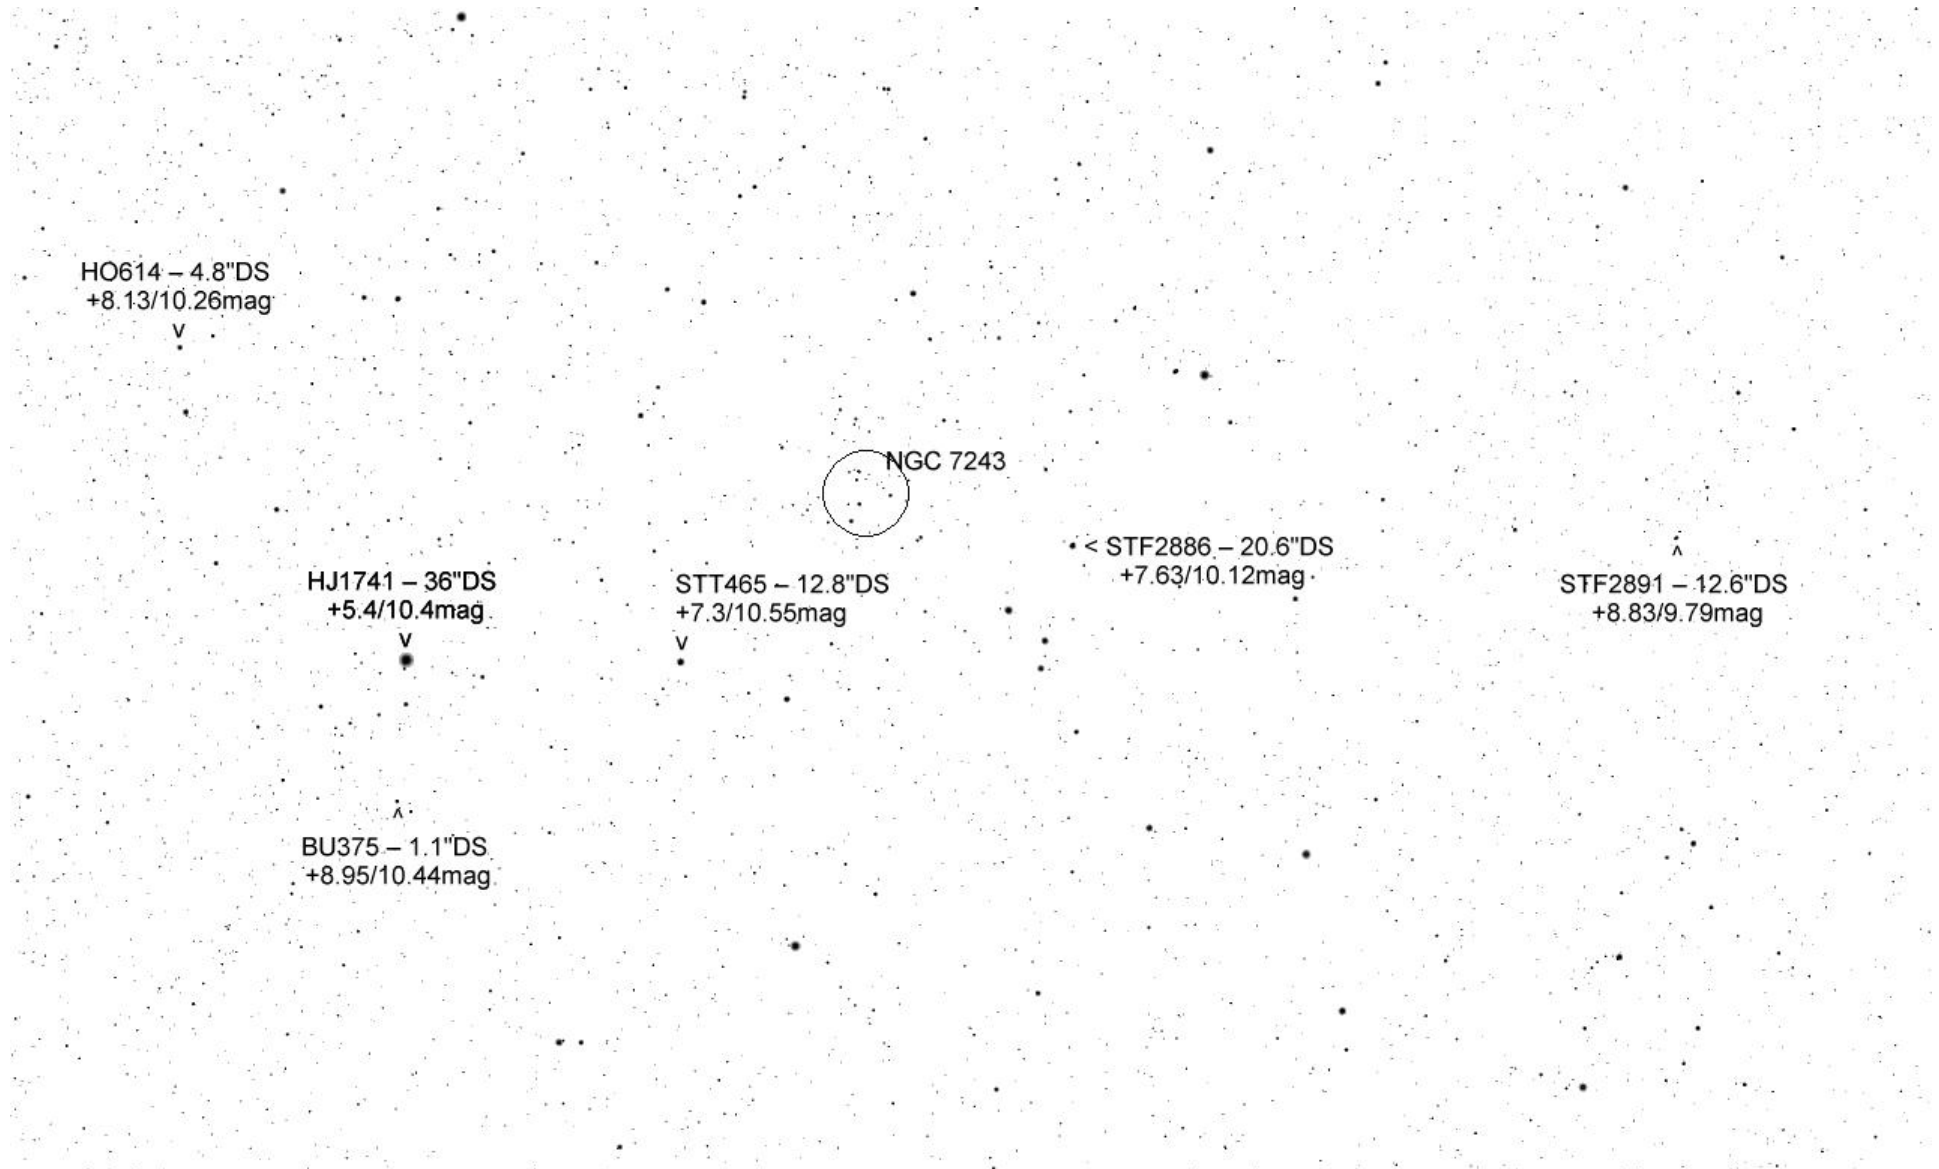 HO614 – 4.8"DS
+8.13/10.26mag
v
NGC 7243
< STF2886 – 20.6"DS
+7.63/10.12mag
HJ1741 – 36"DS
+5.4/10.4mag
v
STT465 – 12.8"DS
+7.3/10.55mag
v
^
STF2891 – 12.6"DS
+8.83/9.79mag
^
BU375 – 1.1"DS
+8.95/10.44mag